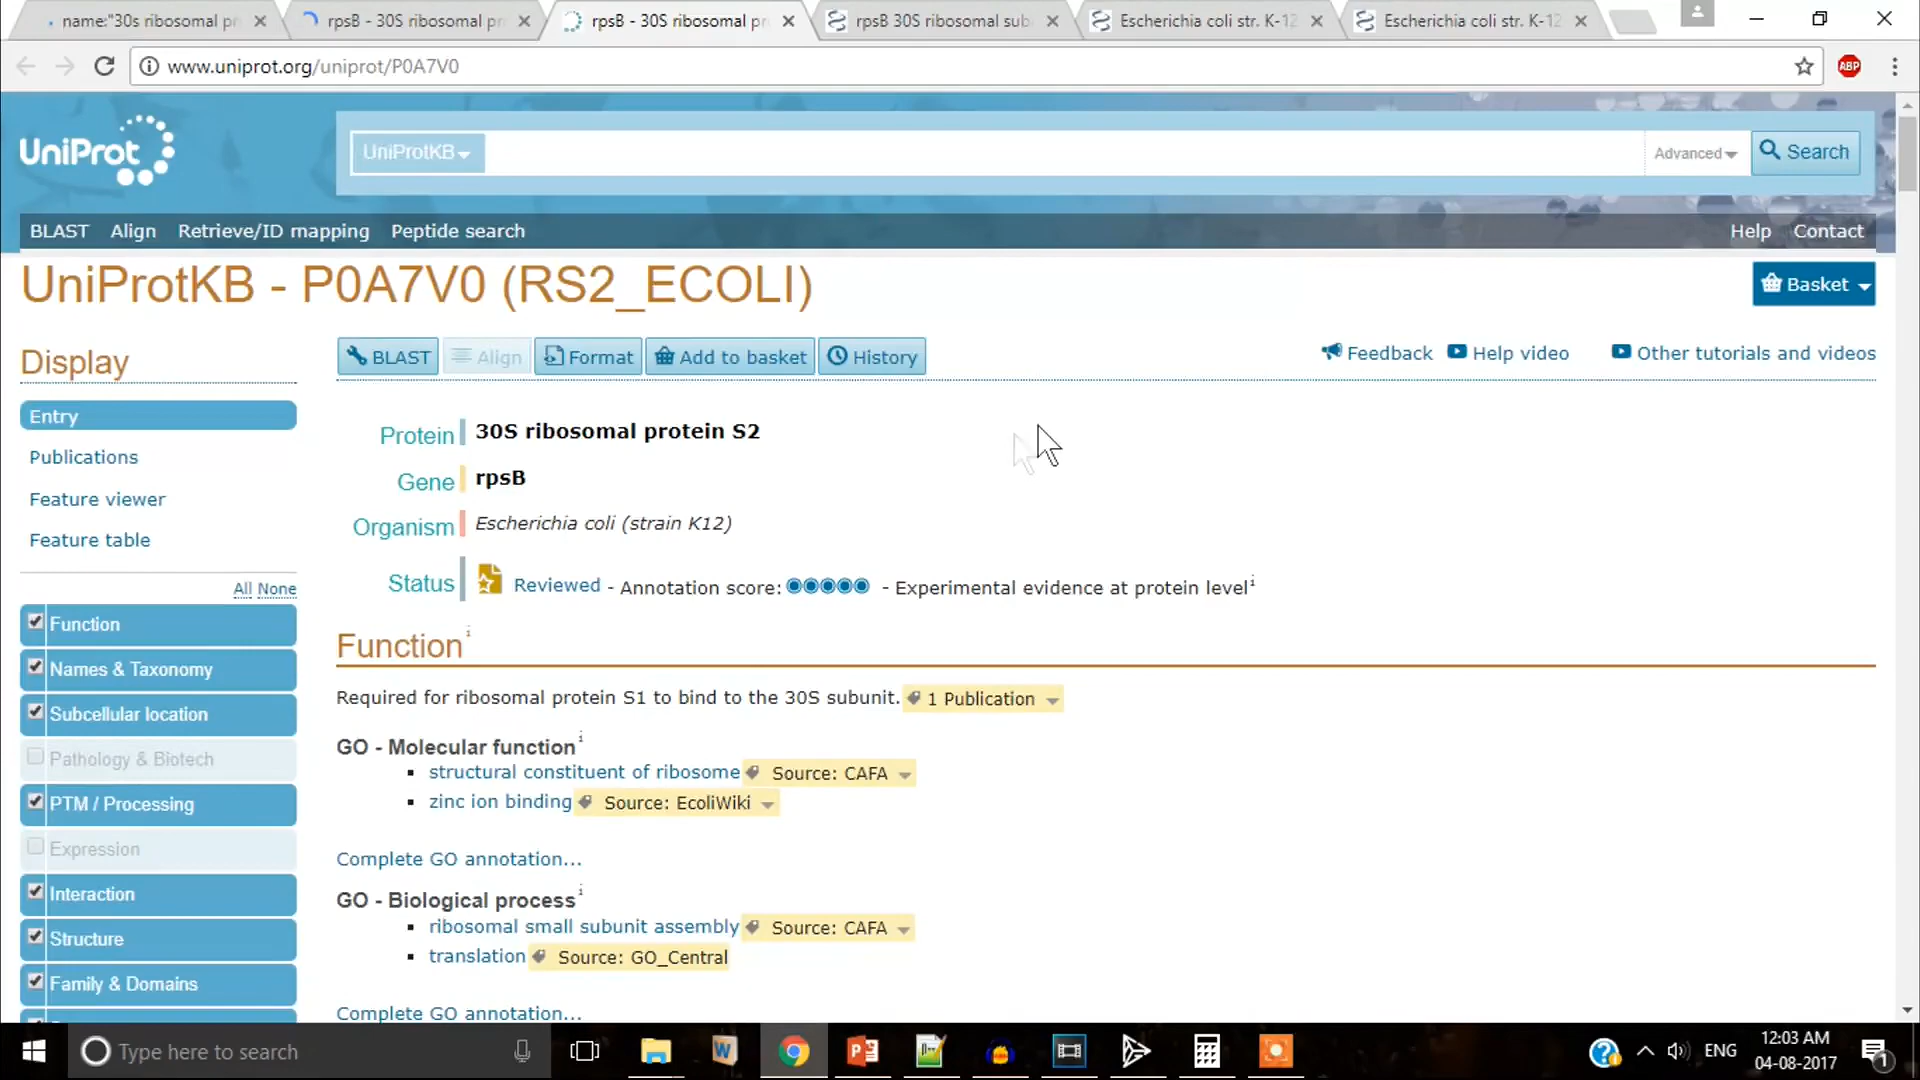 name:"30s ribosomal pr
rpsB - 30S ribosomal pr
rpsB - 30S ribosomal pr
rpsB 30S ribosomal sub
Escherichia coli str. K-12
Escherichia coli str. K-12
www.uniprot.org/uniprot/P0A7V0
ABP
UniProt
UniProtKB
Advanced
Search
BLAST Align Retrieve/ID mapping Peptide search
Help Contact
UniProtKB - P0A7V0 (RS2_ECOLI)
Basket
Display
BLAST Align Format Add to basket History
Feedback Help video Other tutorials and videos
Entry
Publications
Feature viewer
Feature table
All None
Function
Names & Taxonomy
Subcellular location
Pathology & Biotech
PTM / Processing
Expression
Interaction
Structure
Family & Domains
Protein 30S ribosomal protein S2
Gene rpsB
Organism Escherichia coli (strain K12)
Status Reviewed - Annotation score: - Experimental evidence at protein level i
Function i
Required for ribosomal protein S1 to bind to the 30S subunit. 1 Publication
GO - Molecular function i
structural constituent of ribosome Source: CAFA
zinc ion binding Source: EcoliWiki
Complete GO annotation...
GO - Biological process i
ribosomal small subunit assembly Source: CAFA
translation Source: GO_Central
Complete GO annotation...
Type here to search
ENG
12:03 AM
04-08-2017
1